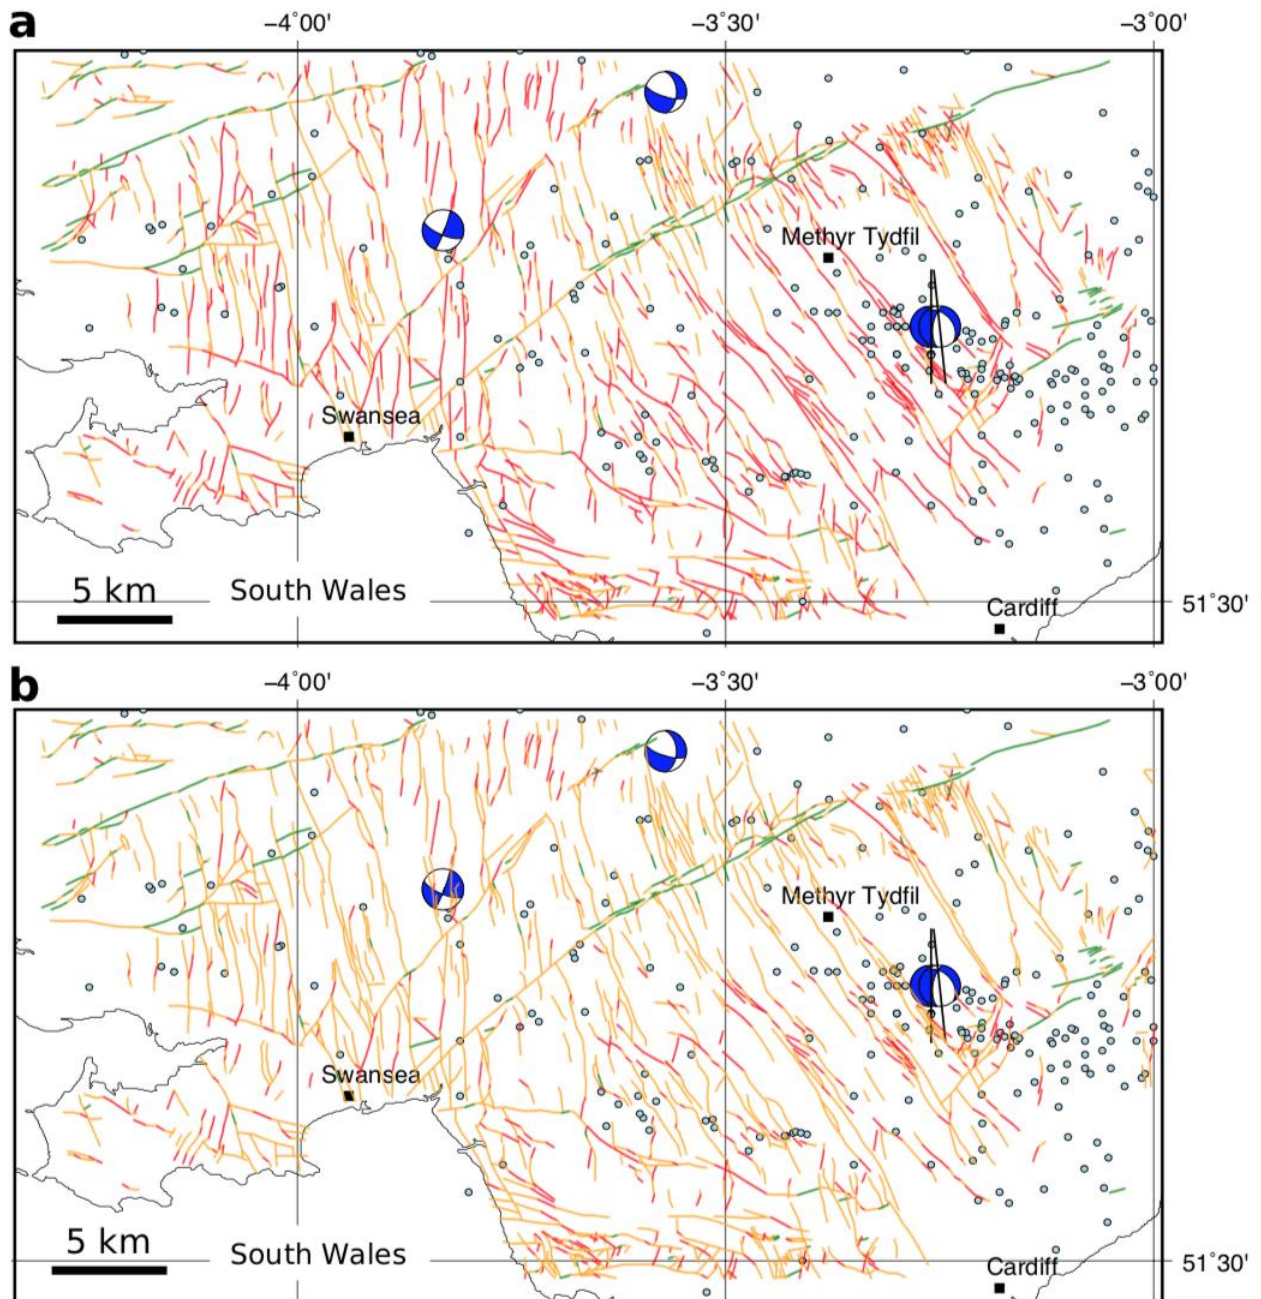 a
−4˚00' −3˚30' −3˚00'
Methyr Tydfil
Swansea
5 km South Wales
Cardiff
51˚30'
b
−4˚00' −3˚30' −3˚00'
Methyr Tydfil
Swansea
5 km South Wales
Cardiff
51˚30'